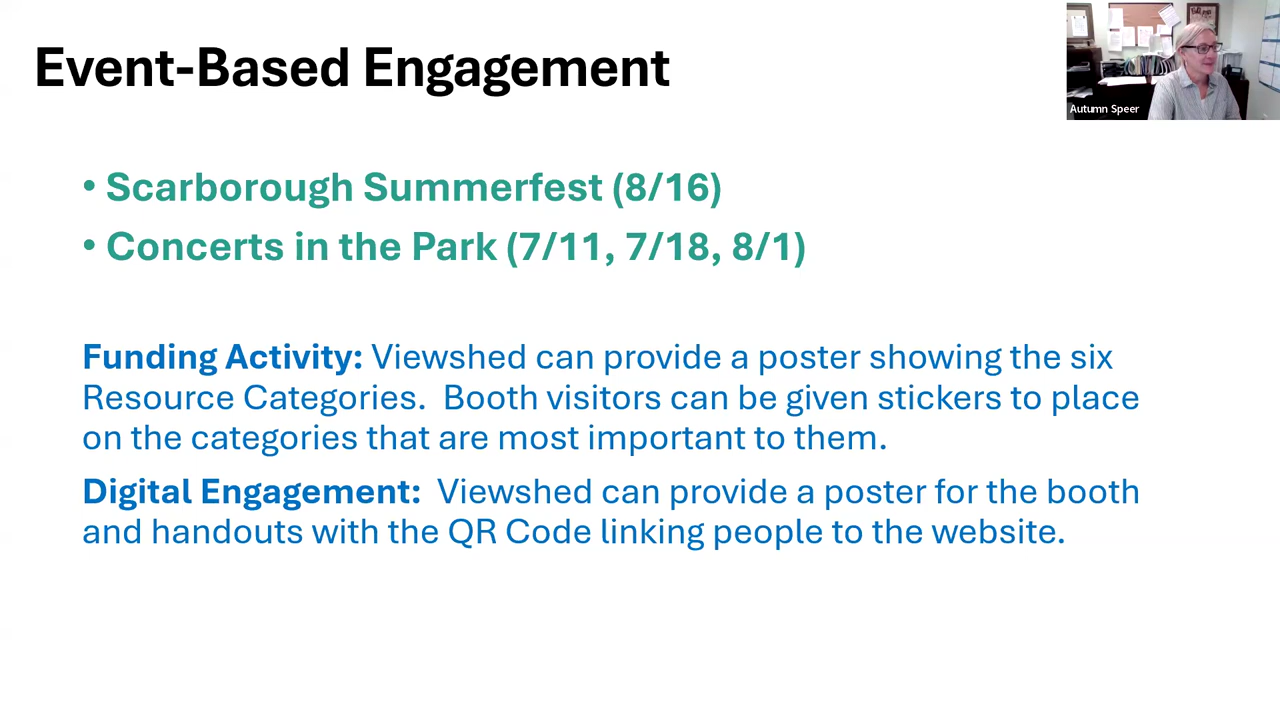 Event-Based Engagement
Autumn Speer
• Scarborough Summerfest (8/16)
• Concerts in the Park (7/11, 7/18, 8/1)
Funding Activity: Viewshed can provide a poster showing the six
Resource Categories.  Booth visitors can be given stickers to place
on the categories that are most important to them.
Digital Engagement:  Viewshed can provide a poster for the booth
and handouts with the QR Code linking people to the website.